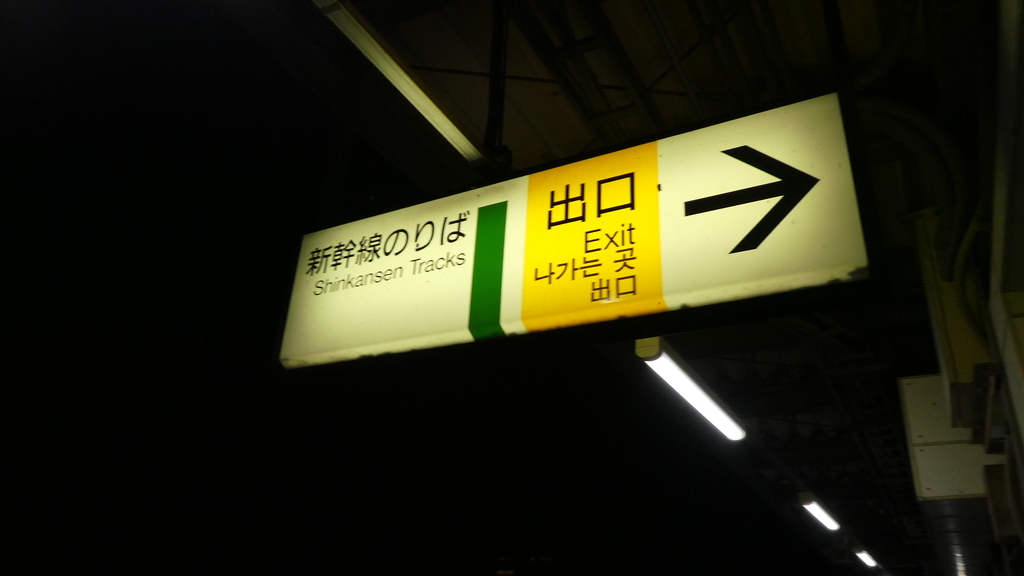 新幹線のりば
Shinkansen Tracks
出口
Exit
나가는 곳
出口